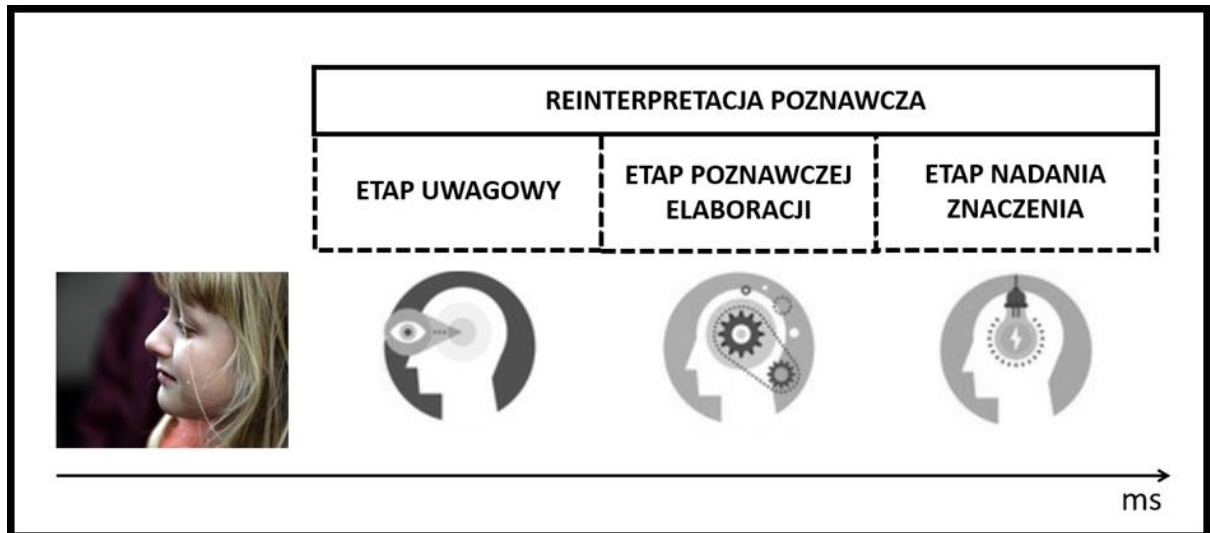 REINTERPRETACJA POZNAWCZA
ETAP UWAGOWY
ETAP POZNAWCZEJ
ELABORACJI
ETAP NADANIA
ZNACZENIA
ms